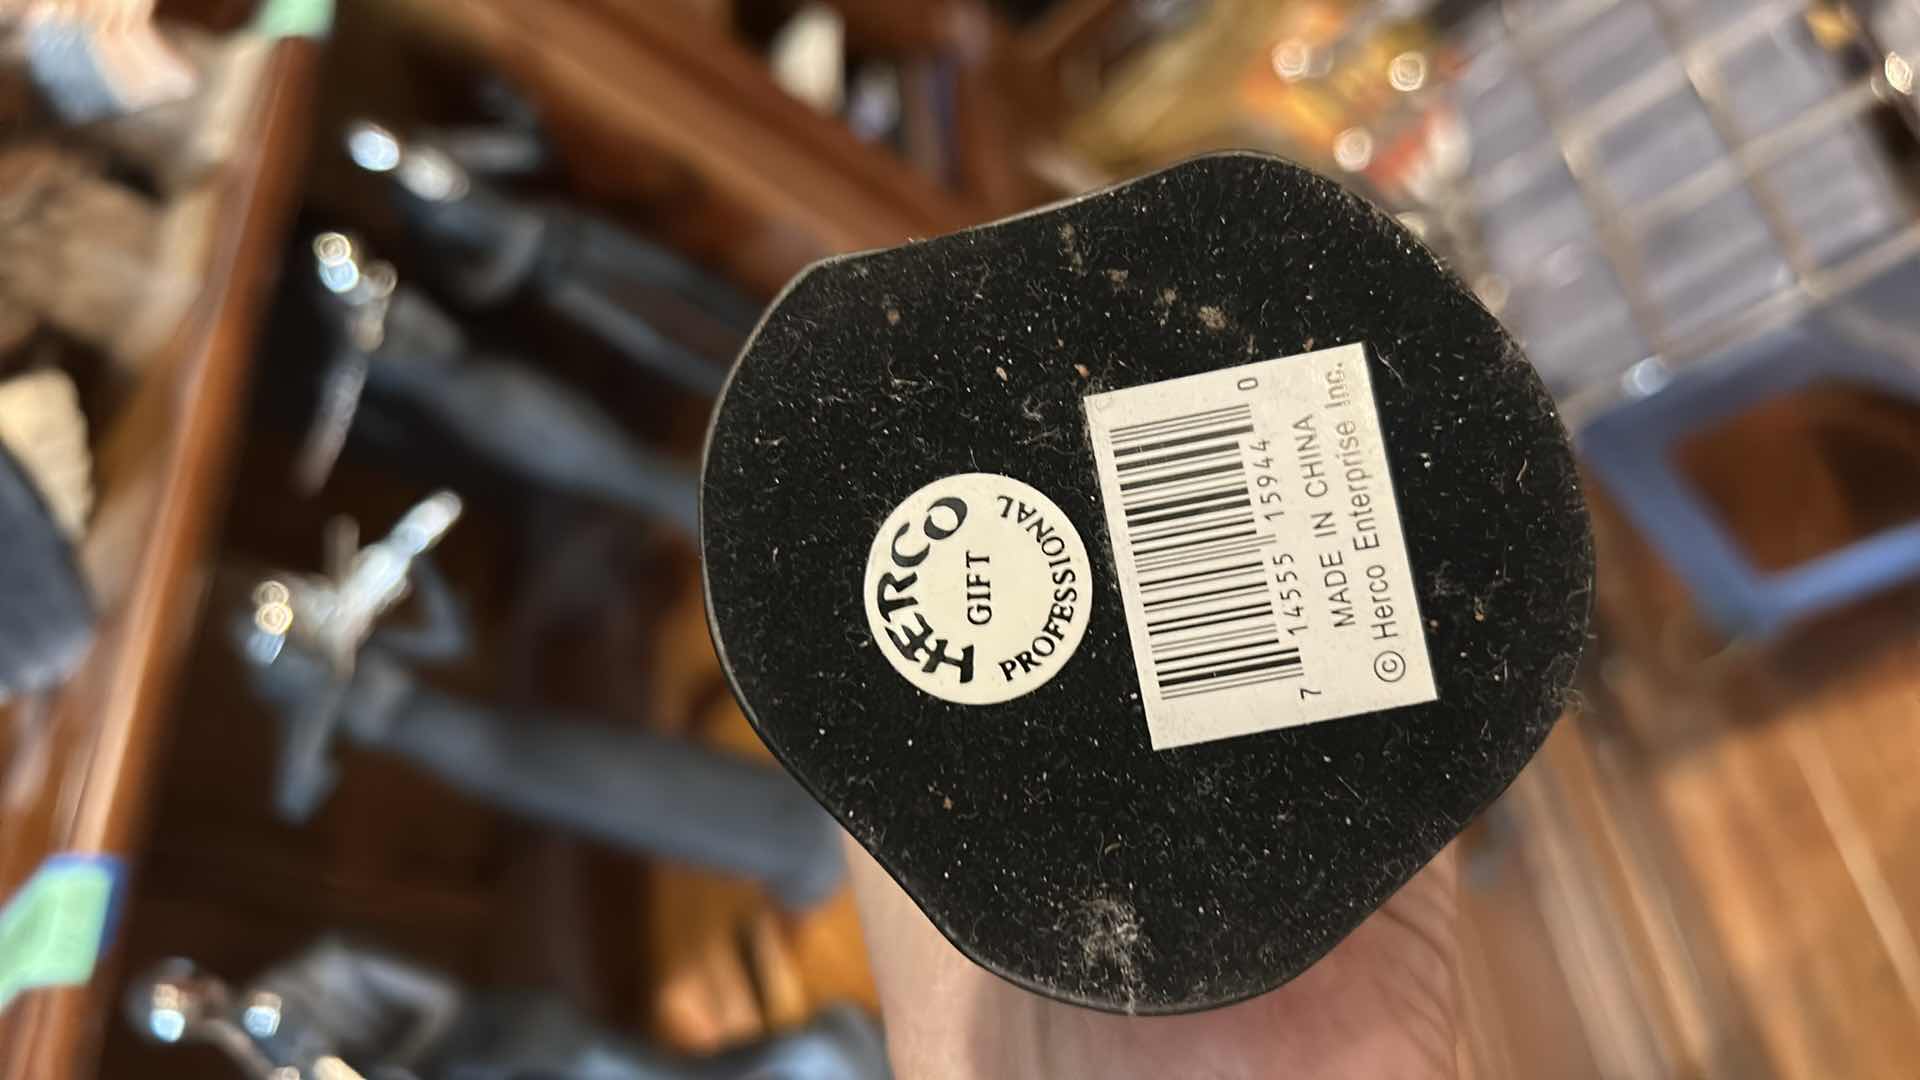 HERCO
GIFT
PROFESSIONAL
7 14555 15944 0
MADE IN CHINA
© Herco Enterprise Inc.